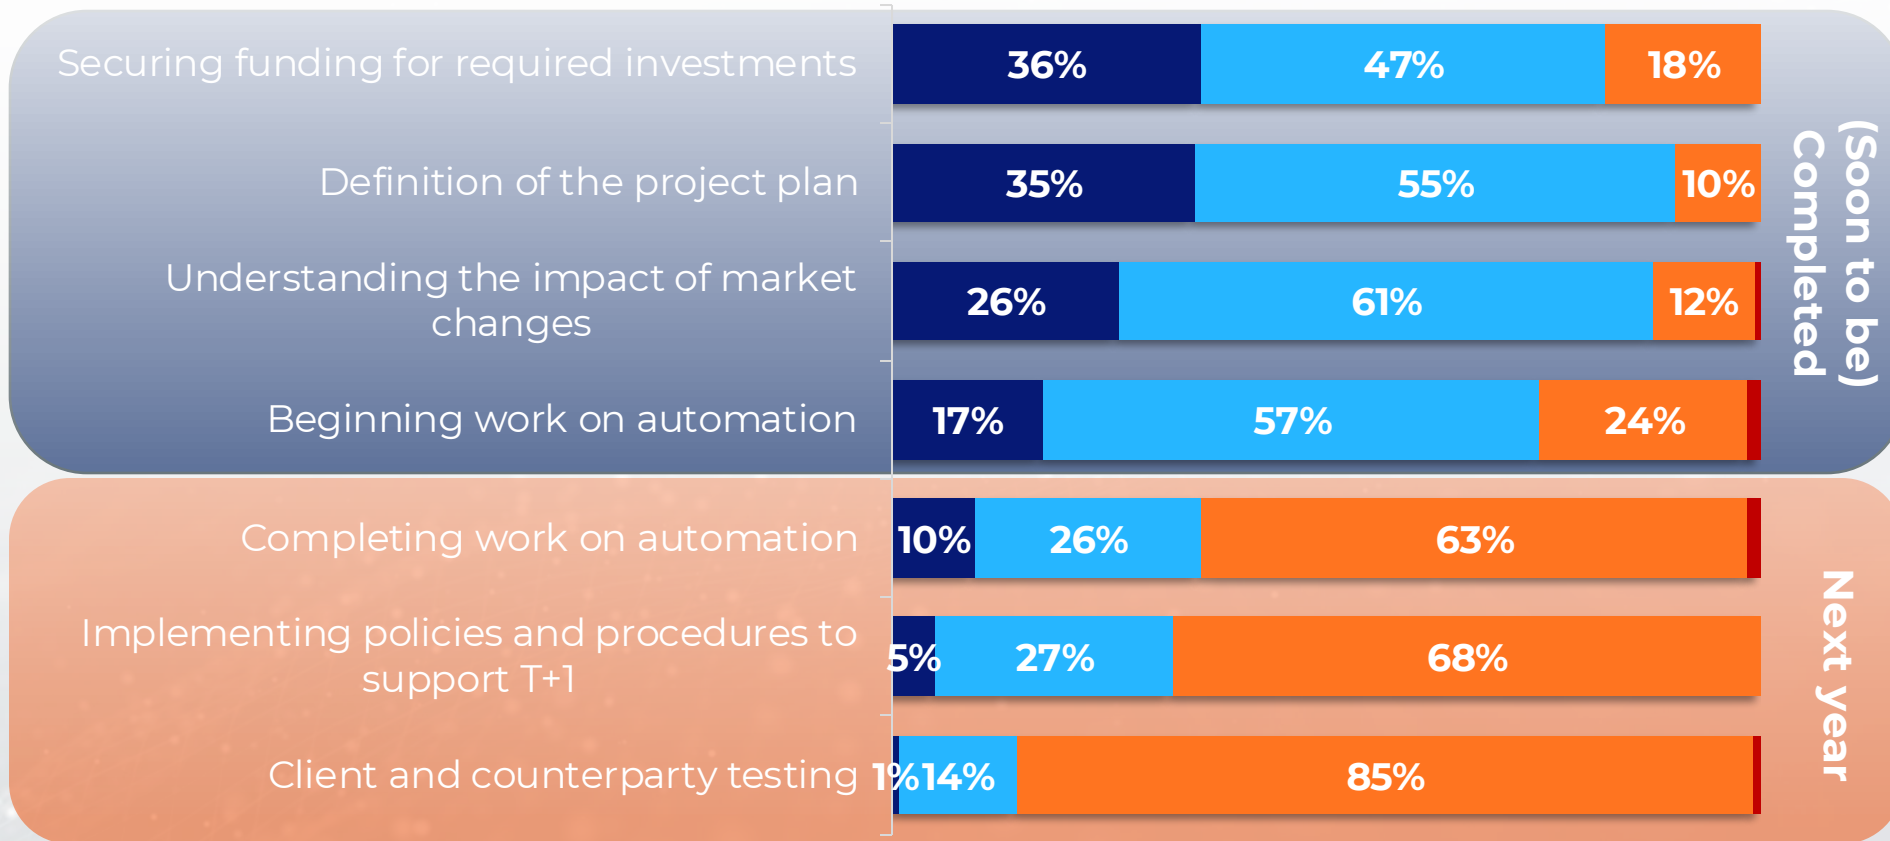 Securing funding for required investments
36% 47% 18%
Definition of the project plan
35% 55% 10%
Understanding the impact of market
changes
26% 61% 12%
Beginning work on automation
17% 57% 24%
(Soon to be)
Completed
Completing work on automation
10% 26% 63%
Implementing policies and procedures to
support T+1
5% 27% 68%
Client and counterparty testing
1% 14% 85%
Next year